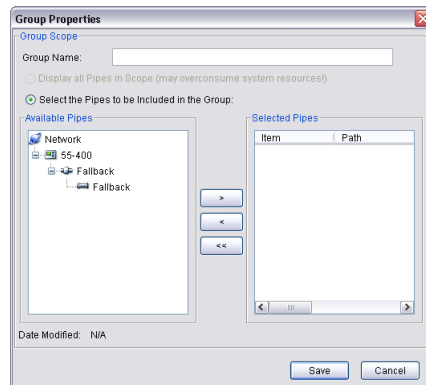 Group Properties
Group Scope
Group Name:
Display all Pipes in Scope (may overconsume system resources!)
Select the Pipes to be Included in the Group:
Available Pipes
Network
55-400
Fallback
Fallback
>
<
<<
Selected Pipes
Item Path
Date Modified: N/A
Save Cancel